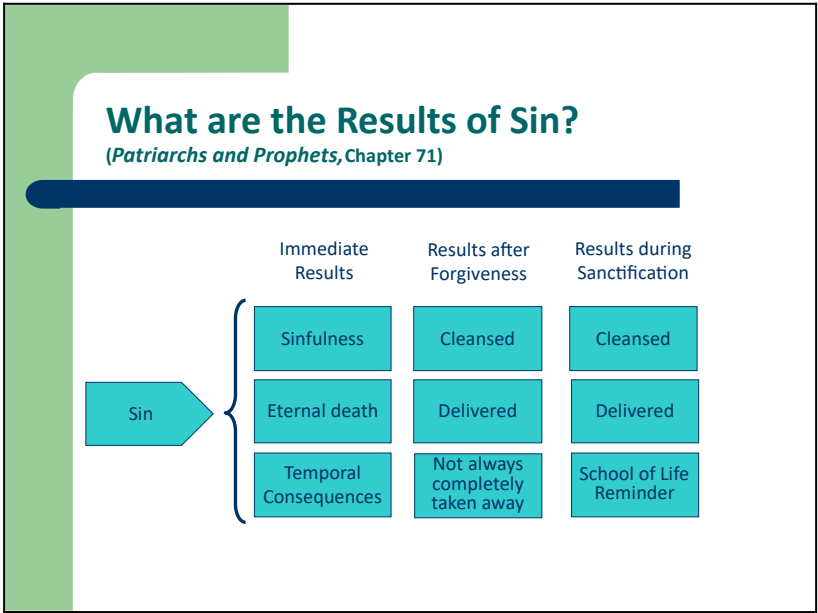 What are the Results of Sin?
(Patriarchs and Prophets, Chapter 71)
Immediate
Results
Results after
Forgiveness
Results during
Sanctification
Sin
Sinfulness
Cleansed
Cleansed
Eternal death
Delivered
Delivered
Temporal
Consequences
Not always
completely
taken away
School of Life
Reminder